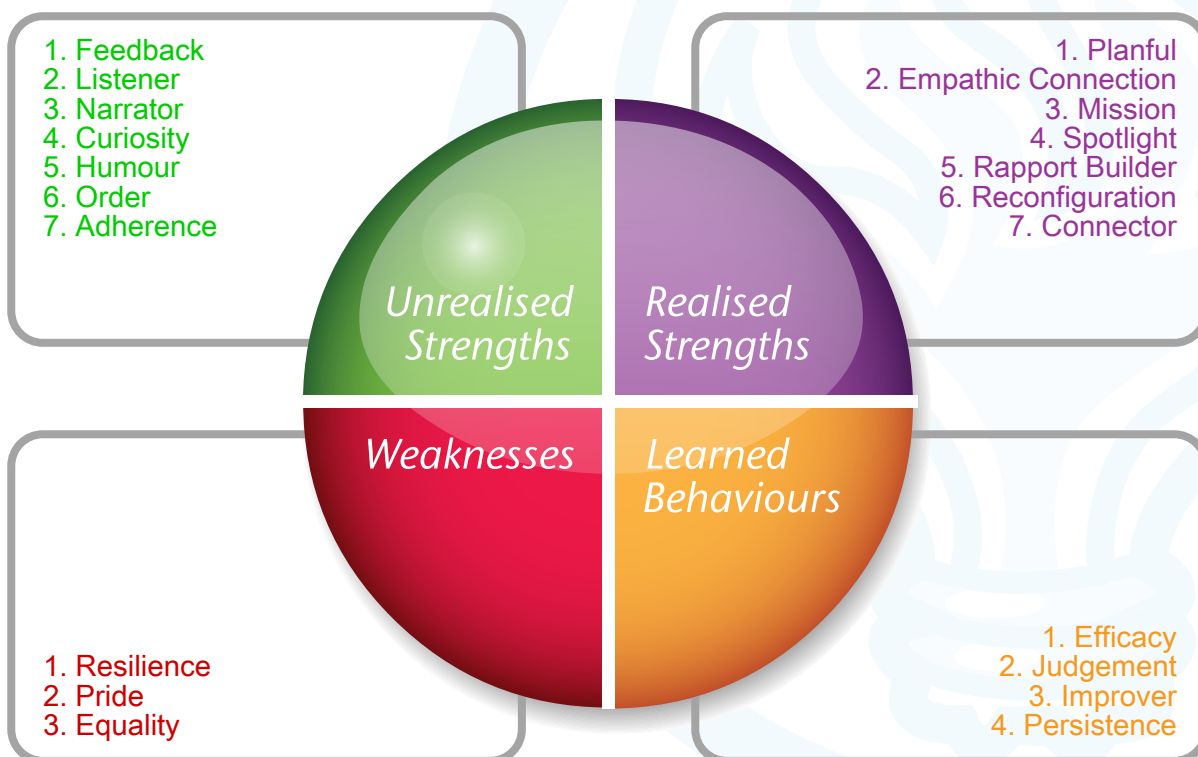 1. Feedback
2. Listener
3. Narrator
4. Curiosity
5. Humour
6. Order
7. Adherence
1. Planful
2. Empathic Connection
3. Mission
4. Spotlight
5. Rapport Builder
6. Reconfiguration
7. Connector
Unrealised
Strengths
Realised
Strengths
Weaknesses
Learned
Behaviours
1. Resilience
2. Pride
3. Equality
1. Efficacy
2. Judgement
3. Improver
4. Persistence